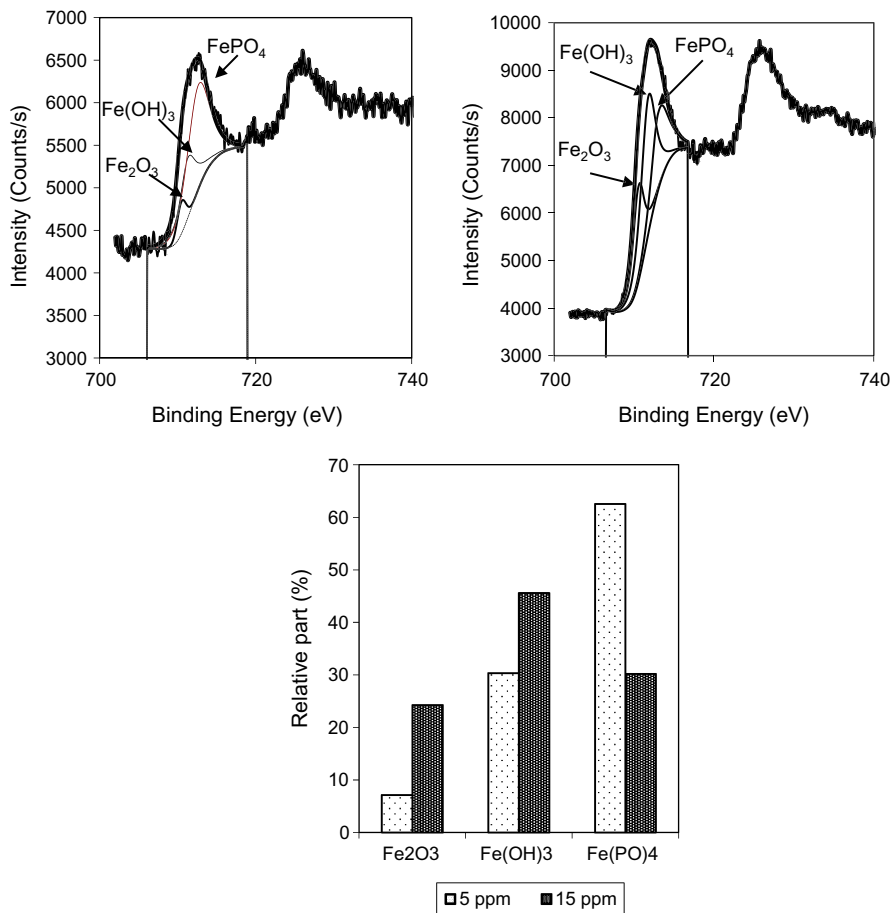 7000
6500
6000
5500
5000
4500
4000
3500
3000
Intensity (Counts/s)
FePO₄
Fe(OH)₃
Fe₂O₃
700
720
740
Binding Energy (eV)
10000
9000
8000
7000
6000
5000
4000
3000
Intensity (Counts/s)
Fe(OH)₃
FePO₄
Fe₂O₃
700
720
740
Binding Energy (eV)
70
60
50
40
30
20
10
0
Relative part (%)
Fe2O3
Fe(OH)3
Fe(PO)4
5 ppm
15 ppm